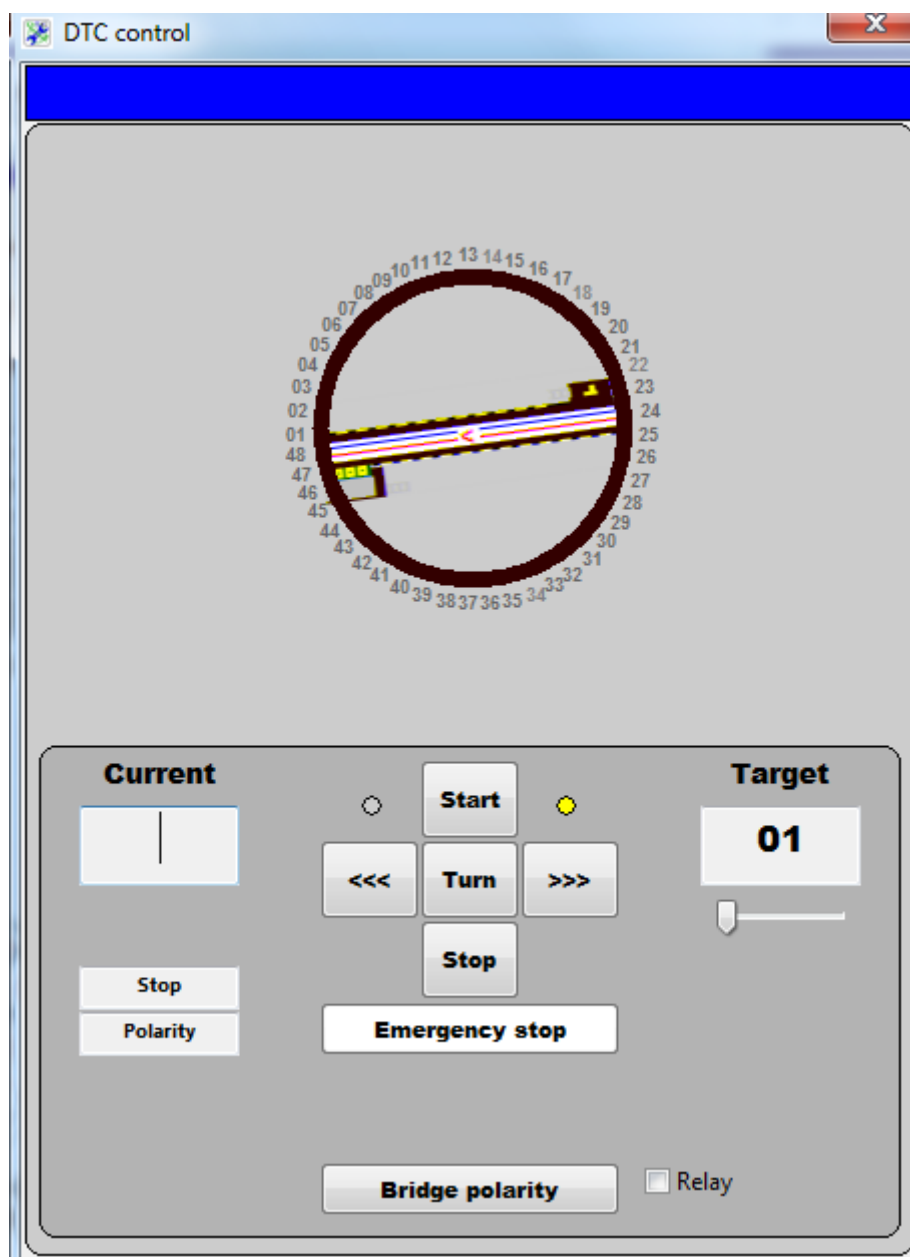 DTC control
X
13
12 14
11 15
10 16
09 17
08 18
07 19
06 20
05 21
04 22
03 23
02 24
01 25
48 26
47 27
46 28
45 29
44 30
43 31
42 32
41 33
40 34
39 35
38 37 36
<
Current
Target
Start
01
<<< Turn >>>
Stop
Stop
Polarity
Emergency stop
Bridge polarity
Relay